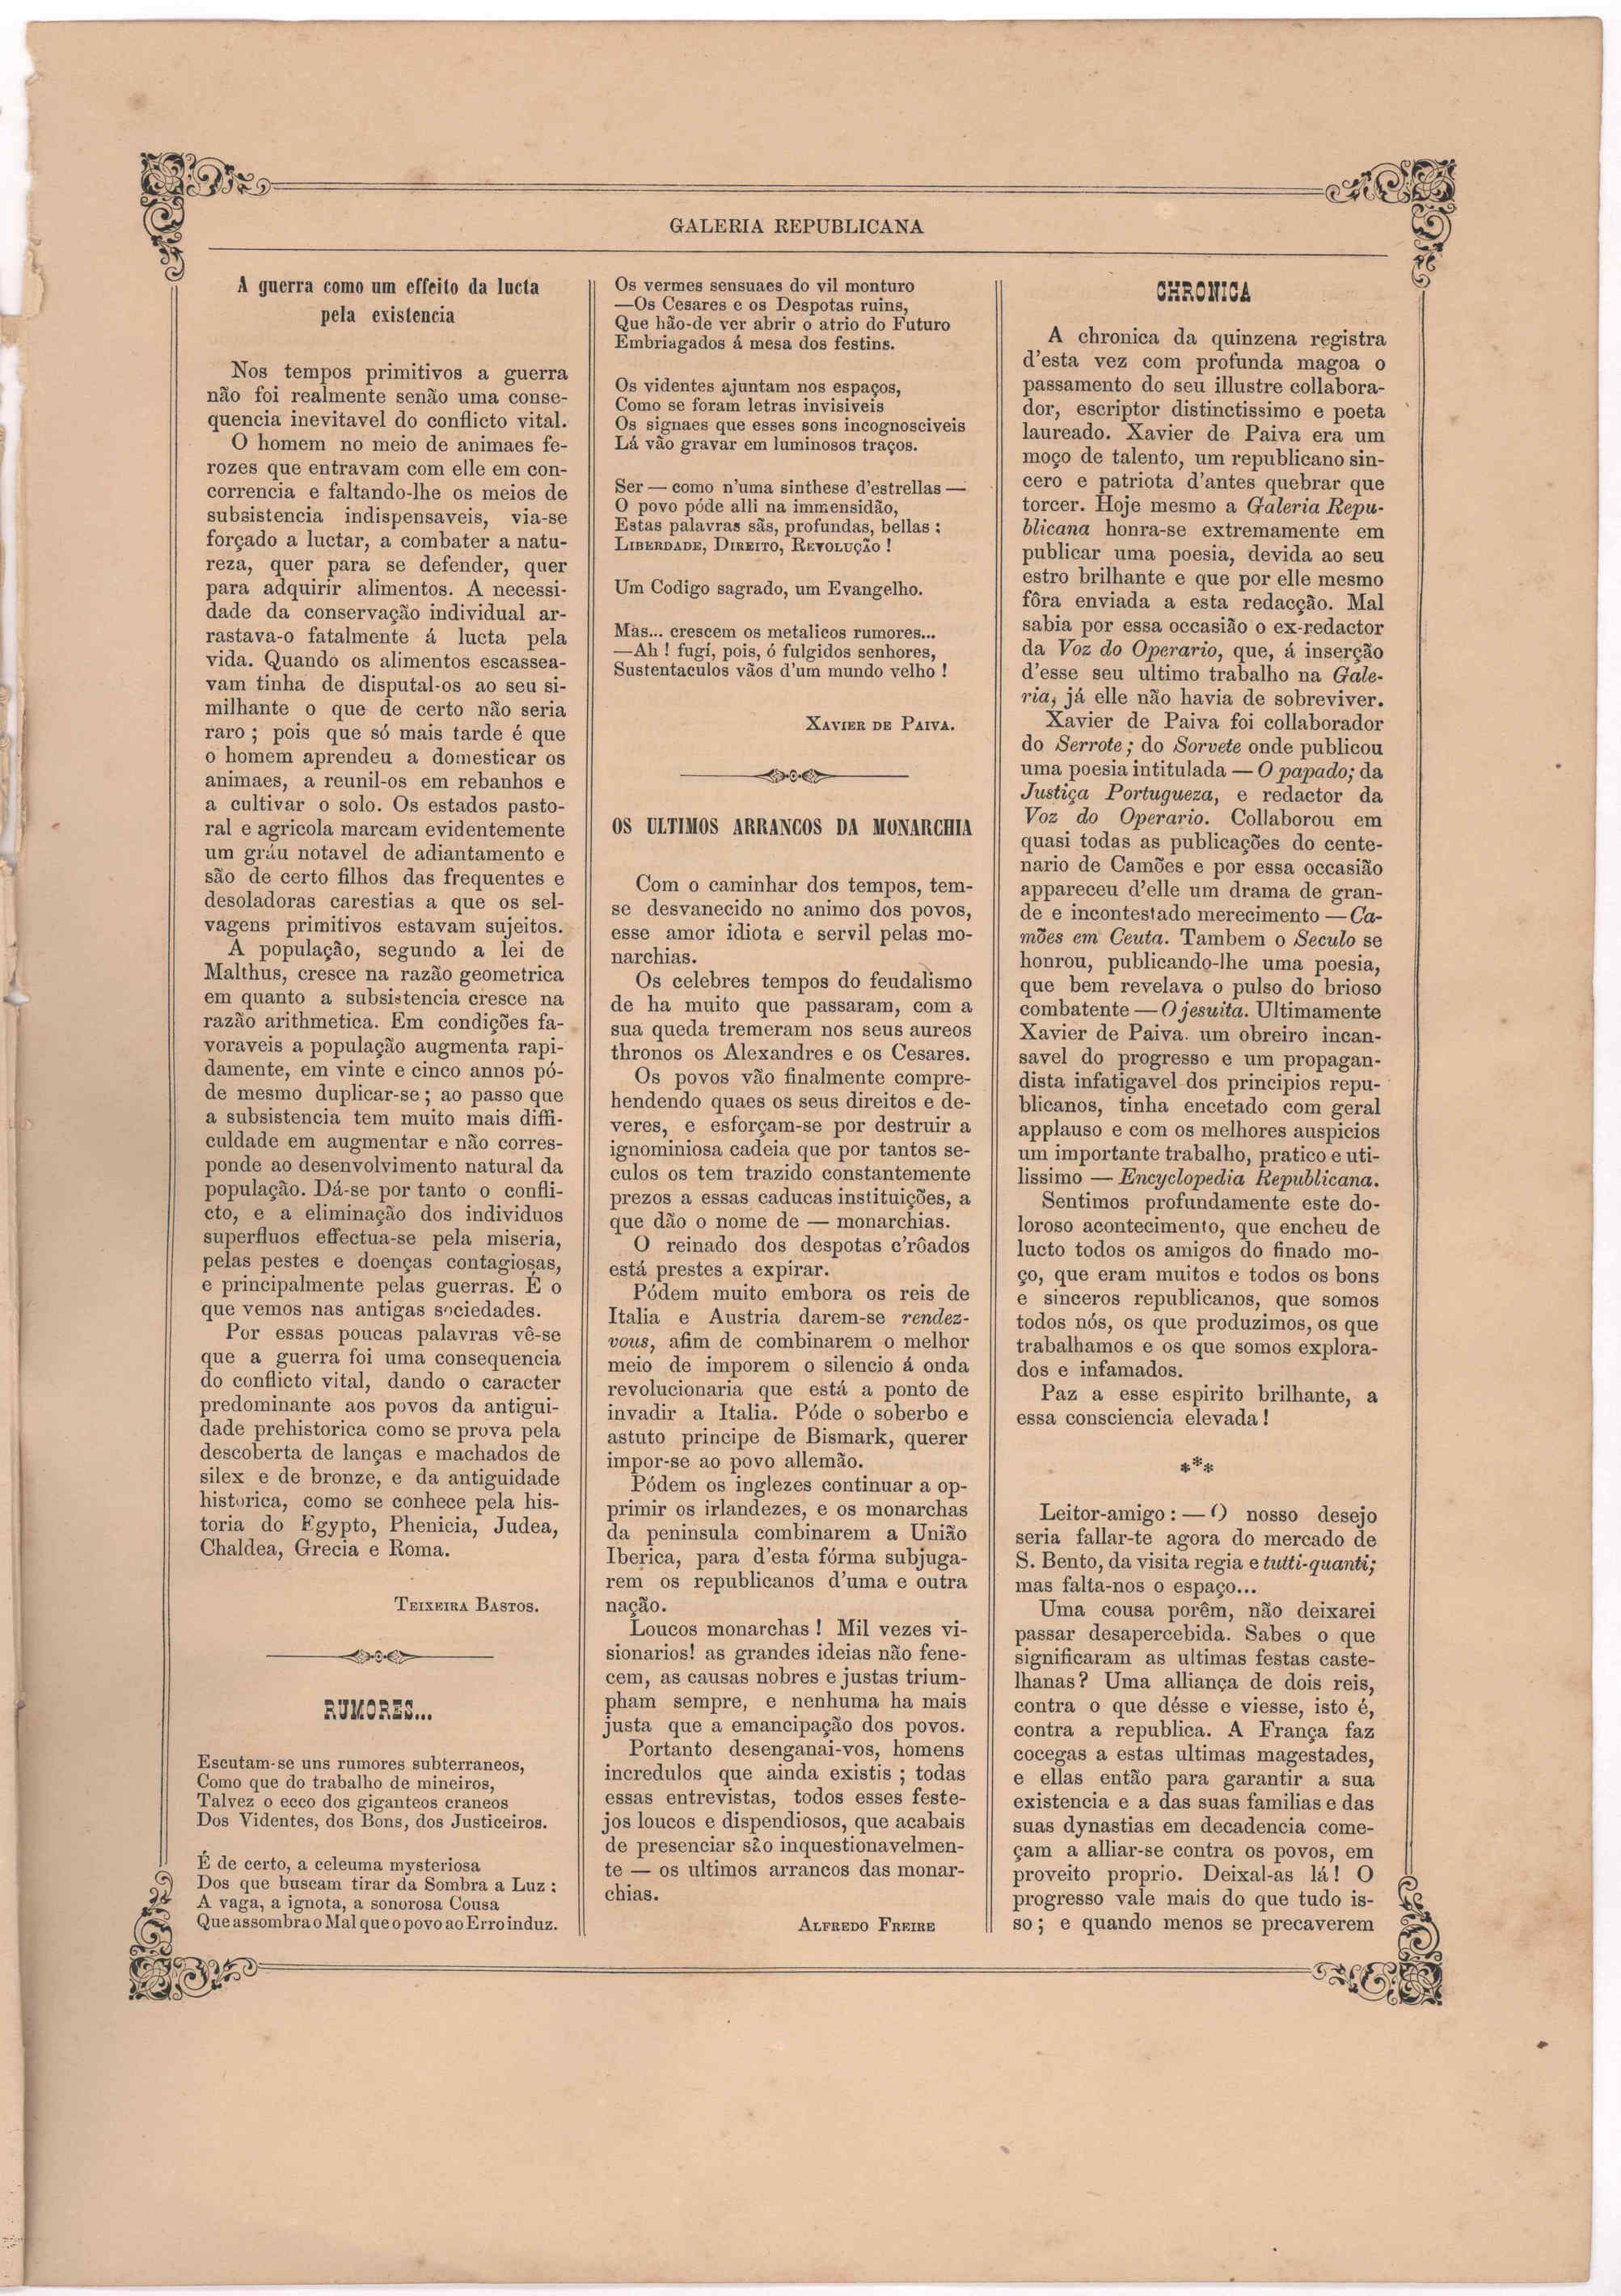 GALERIA REPUBLICANA
A guerra como um effeito da lucta
pela existencia
Nos tempos primitivos a guerra
não foi realmente senão uma conse-
quencia inevitavel do conflicto vital.
O homem no meio de animaes fe-
rozes que entravam com elle em con-
correncia e faltando-lhe os meios de
subsistencia indispensaveis, via-se
forçado a luctar, a combater a natu-
reza, quer para se defender, quer
para adquirir alimentos. A necessi-
dade da conservação individual ar-
rastava-o fatalmente á lucta pela
vida. Quando os alimentos escassea-
vam tinha de disputal-os ao seu si-
milhante o que de certo não seria
raro ; pois que só mais tarde é que
o homem aprendeu a domesticar os
animaes, a reunil-os em rebanhos e
a cultivar o solo. Os estados pasto-
ral e agricola marcam evidentemente
um gráu notavel de adiantamento e
são de certo filhos das frequentes e
desoladoras carestias a que os sel-
vagens primitivos estavam sujeitos.
A população, segundo a lei de
Malthus, cresce na razão geometrica
em quanto a subsistencia cresce na
razão arithmetica. Em condições fa-
voraveis a população augmenta rapi-
damente, em vinte e cinco annos pó-
de mesmo duplicar-se ; ao passo que
a subsistencia tem muito mais diffi-
culdade em augmentar e não corres-
ponde ao desenvolvimento natural da
população. Dá-se por tanto o confli-
cto, e a eliminação dos individuos
superfluos effectua-se pela miseria,
pelas pestes e doenças contagiosas,
e principalmente pelas guerras. É o
que vemos nas antigas sociedades.
Por essas poucas palavras vê-se
que a guerra foi uma consequencia
do conflicto vital, dando o caracter
predominante aos povos da antigui-
dade prehistorica como se prova pela
descoberta de lanças e machados de
silex e de bronze, e da antiguidade
historica, como se conhece pela his-
toria do Egypto, Phenicia, Judea,
Chaldea, Grecia e Roma.
TEIXEIRA BASTOS.
RUMORES...
Escutam-se uns rumores subterraneos,
Como que do trabalho de mineiros,
Talvez o ecco dos giganteos craneos
Dos Videntes, dos Bons, dos Justiceiros.
É de certo, a celeuma mysteriosa
Dos que buscam tirar da Sombra a Luz :
A vaga, a ignota, a sonorosa Cousa
Que assombra o Mal que o povo ao Erro induz.
Os vermes sensuaes do vil monturo
—Os Cesares e os Despotas ruins,
Que hão-de ver abrir o atrio do Futuro
Embriagados á mesa dos festins.
Os videntes ajuntam nos espaços,
Como se foram letras invisiveis
Os signaes que esses sons incognosciveis
Lá vão gravar em luminosos traços.
Ser — como n'uma sinthese d'estrellas —
O povo póde alli na immensidão,
Estas palavras sãs, profundas, bellas :
LIBERDADE, DIREITO, REVOLUÇÃO !
Um Codigo sagrado, um Evangelho.
Mas... crescem os metalicos rumores...
—Ah ! fugí, pois, ó fulgidos senhores,
Sustentaculos vãos d'um mundo velho !
XAVIER DE PAIVA.
OS ULTIMOS ARRANCOS DA MONARCHIA
Com o caminhar dos tempos, tem-
se desvanecido no animo dos povos,
esse amor idiota e servil pelas mo-
narchias.
Os celebres tempos do feudalismo
de ha muito que passaram, com a
sua queda tremeram nos seus aureos
thronos os Alexandres e os Cesares.
Os povos vão finalmente compre-
hendendo quaes os seus direitos e de-
veres, e esforçam-se por destruir a
ignominiosa cadeia que por tantos se-
culos os tem trazido constantemente
prezos a essas caducas instituições, a
que dão o nome de — monarchias.
O reinado dos despotas c'rôados
está prestes a expirar.
Pódem muito embora os reis de
Italia e Austria darem-se rendez-
vous, afim de combinarem o melhor
meio de imporem o silencio á onda
revolucionaria que está a ponto de
invadir a Italia. Póde o soberbo e
astuto principe de Bismark, querer
impor-se ao povo allemão.
Pódem os inglezes continuar a op-
primir os irlandezes, e os monarchas
da peninsula combinarem a União
Iberica, para d'esta fórma subjuga-
rem os republicanos d'uma e outra
nação.
Loucos monarchas ! Mil vezes vi-
sionarios! as grandes ideias não fene-
cem, as causas nobres e justas trium-
pham sempre, e nenhuma ha mais
justa que a emancipação dos povos.
Portanto desenganai-vos, homens
incredulos que ainda existis ; todas
essas entrevistas, todos esses feste-
jos loucos e dispendiosos, que acabais
de presenciar são inquestionavelmen-
te — os ultimos arrancos das monar-
chias.
ALFREDO FREIRE
CHRONICA
A chronica da quinzena registra
d'esta vez com profunda magoa o
passamento do seu illustre collabora-
dor, escriptor distinctissimo e poeta
laureado. Xavier de Paiva era um
moço de talento, um republicano sin-
cero e patriota d'antes quebrar que
torcer. Hoje mesmo a Galeria Repu-
blicana honra-se extremamente em
publicar uma poesia, devida ao seu
estro brilhante e que por elle mesmo
fôra enviada a esta redacção. Mal
sabia por essa occasião o ex-redactor
da Voz do Operario, que, á inserção
d'esse seu ultimo trabalho na Gale-
ria, já elle não havia de sobreviver.
Xavier de Paiva foi collaborador
do Serrote ; do Sorvete onde publicou
uma poesia intitulada — O papado; da
Justiça Portugueza, e redactor da
Voz do Operario. Collaborou em
quasi todas as publicações do cente-
nario de Camões e por essa occasião
appareceu d'elle um drama de gran-
de e incontestado merecimento — Ca-
mões em Ceuta. Tambem o Seculo se
honrou, publicando-lhe uma poesia,
que bem revelava o pulso do brioso
combatente — O jesuita. Ultimamente
Xavier de Paiva. um obreiro incan-
savel do progresso e um propagan-
dista infatigavel dos principios repu-
blicanos, tinha encetado com geral
applauso e com os melhores auspicios
um importante trabalho, pratico e uti-
lissimo — Encyclopedia Republicana.
Sentimos profundamente este do-
loroso acontecimento, que encheu de
lucto todos os amigos do finado mo-
ço, que eram muitos e todos os bons
e sinceros republicanos, que somos
todos nós, os que produzimos, os que
trabalhamos e os que somos explora-
dos e infamados.
Paz a esse espirito brilhante, a
essa consciencia elevada !
***
Leitor-amigo : — O nosso desejo
seria fallar-te agora do mercado de
S. Bento, da visita regia e tutti-quanti;
mas falta-nos o espaço...
Uma cousa porêm, não deixarei
passar desapercebida. Sabes o que
significaram as ultimas festas caste-
lhanas? Uma alliança de dois reis,
contra o que désse e viesse, isto é,
contra a republica. A França faz
cocegas a estas ultimas magestades,
e ellas então para garantir a sua
existencia e a das suas familias e das
suas dynastias em decadencia come-
çam a alliar-se contra os povos, em
proveito proprio. Deixal-as lá! O
progresso vale mais do que tudo is-
so ; e quando menos se precaverem